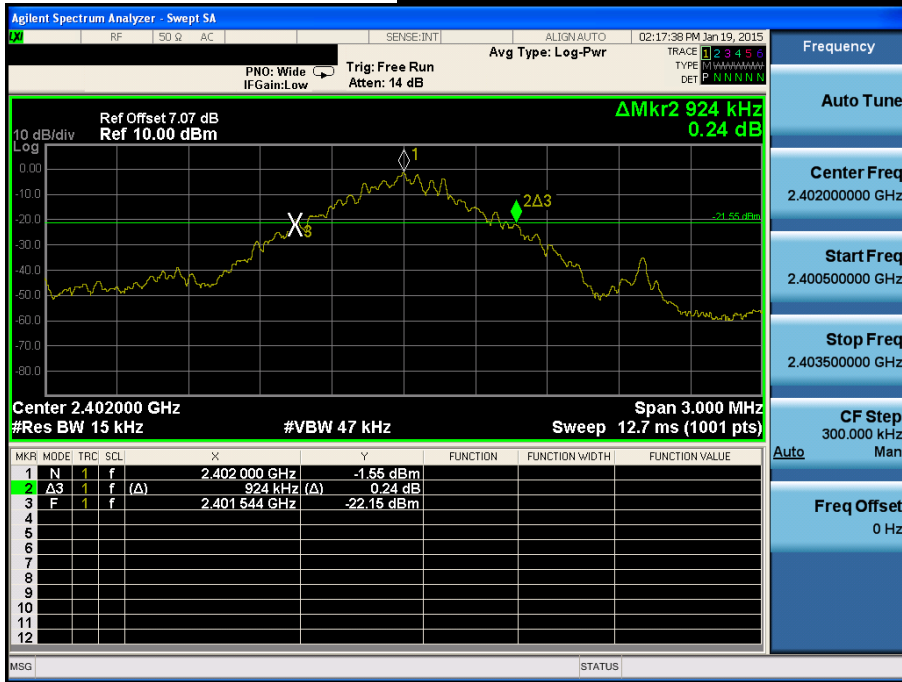 Agilent Spectrum Analyzer - Swept SA
LXI RF 50 Ω AC SENSE:INT ALIGN AUTO 02:17:38 PM Jan 19, 2015
PNO: Wide
IFGain:Low
Trig: Free Run
Atten: 14 dB
Avg Type: Log-Pwr
TRACE 1 2 3 4 5 6
TYPE M
DET P N N N N N
Ref Offset 7.07 dB
Ref 10.00 dBm
10 dB/div
Log
ΔMkr2 924 kHz
0.24 dB
0.00
-10.0
-20.0
-30.0
-40.0
-50.0
-60.0
-70.0
-80.0
1
2Δ3
3
-21.55 dBm
Center 2.402000 GHz Span 3.000 MHz
#Res BW 15 kHz #VBW 47 kHz Sweep 12.7 ms (1001 pts)
MKR MODE TRC SCL X Y FUNCTION FUNCTION WIDTH FUNCTION VALUE
1 N 1 f 2.402 000 GHz -1.55 dBm
2 Δ3 1 f (Δ) 924 kHz (Δ) 0.24 dB
3 F 1 f 2.401 544 GHz -22.15 dBm
4
5
6
7
8
9
10
11
12
MSG STATUS
Frequency
Auto Tune
Center Freq
2.402000000 GHz
Start Freq
2.400500000 GHz
Stop Freq
2.403500000 GHz
CF Step
300.000 kHz
Auto Man
Freq Offset
0 Hz